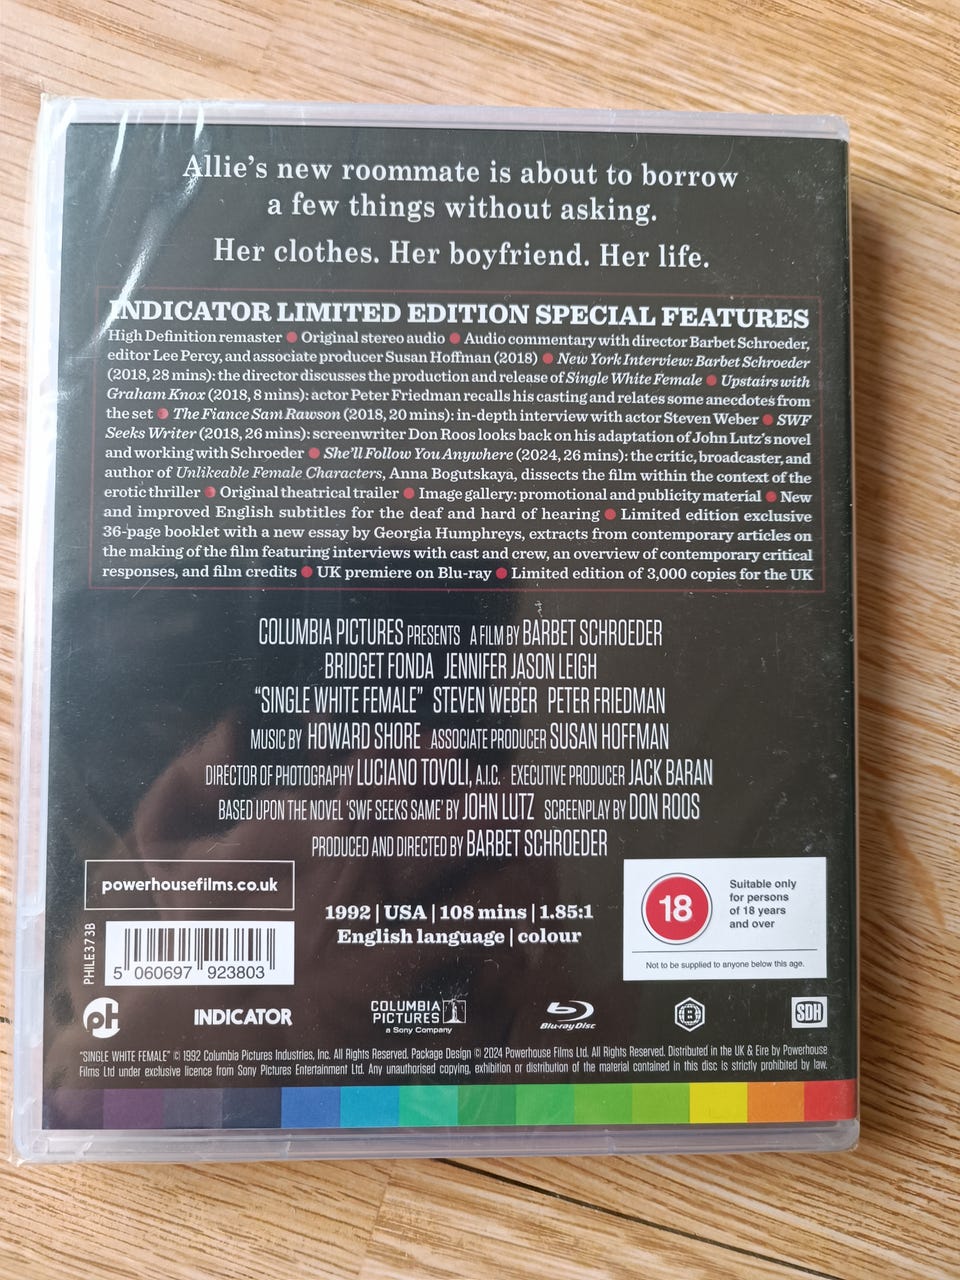 Allie's new roommate is about to borrow
a few things without asking.
Her clothes. Her boyfriend. Her life.
INDICATOR LIMITED EDITION SPECIAL FEATURES
High Definition remaster ● Original stereo audio ● Audio commentary with director Barbet Schroeder,
editor Lee Percy, and associate producer Susan Hoffman (2018) ● New York Interview: Barbet Schroeder
(2018, 28 mins): the director discusses the production and release of Single White Female ● Upstairs with
Graham Knox (2018, 8 mins): actor Peter Friedman recalls his casting and relates some anecdotes from
the set ● The Fiance Sam Rawson (2018, 20 mins): in-depth interview with actor Steven Weber ● SWF
Seeks Writer (2018, 26 mins): screenwriter Don Roos looks back on his adaptation of John Lutz's novel
and working with Schroeder ● She'll Follow You Anywhere (2024, 26 mins): the critic, broadcaster, and
author of Unlikeable Female Characters, Anna Bogutskaya, dissects the film within the context of the
erotic thriller ● Original theatrical trailer ● Image gallery: promotional and publicity material ● New
and improved English subtitles for the deaf and hard of hearing ● Limited edition exclusive
36-page booklet with a new essay by Georgia Humphreys, extracts from contemporary articles on
the making of the film featuring interviews with cast and crew, an overview of contemporary critical
responses, and film credits ● UK premiere on Blu-ray ● Limited edition of 3,000 copies for the UK
COLUMBIA PICTURES PRESENTS A FILM BY BARBET SCHROEDER
BRIDGET FONDA JENNIFER JASON LEIGH
"SINGLE WHITE FEMALE" STEVEN WEBER PETER FRIEDMAN
MUSIC BY HOWARD SHORE ASSOCIATE PRODUCER SUSAN HOFFMAN
DIRECTOR OF PHOTOGRAPHY LUCIANO TOVOLI, A.I.C. EXECUTIVE PRODUCER JACK BARAN
BASED UPON THE NOVEL 'SWF SEEKS SAME' BY JOHN LUTZ SCREENPLAY BY DON ROOS
PRODUCED AND DIRECTED BY BARBET SCHROEDER
powerhousefilms.co.uk
PHILE373B
5 060697 923803
1992 | USA | 108 mins | 1.85:1
English language | colour
18
Suitable only
for persons
of 18 years
and over
Not to be supplied to anyone below this age.
pH
INDICATOR
COLUMBIA
PICTURES
a Sony Company
Blu-ray Disc
B
SDH
"SINGLE WHITE FEMALE" © 1992 Columbia Pictures Industries, Inc. All Rights Reserved. Package Design © 2024 Powerhouse Films Ltd. All Rights Reserved. Distributed in the UK & Eire by Powerhouse
Films Ltd under exclusive licence from Sony Pictures Entertainment Ltd. Any unauthorised copying, exhibition or distribution of the material contained in this disc is strictly prohibited by law.